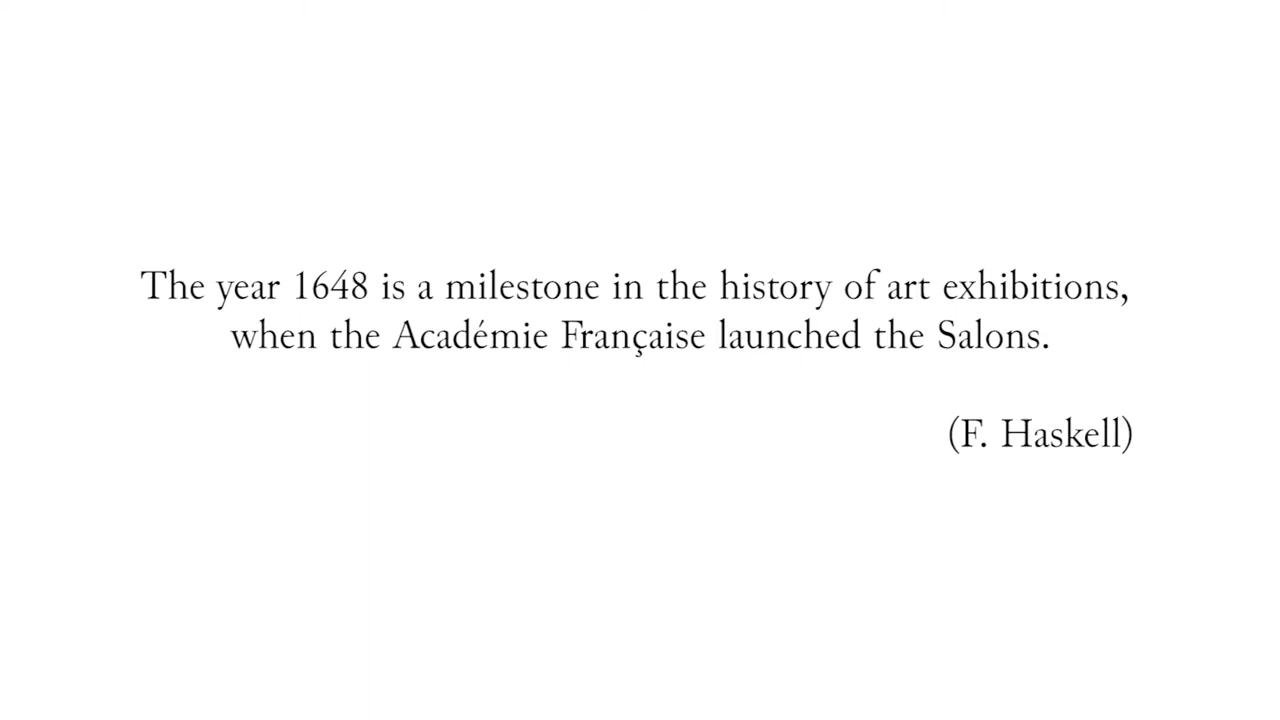 The year 1648 is a milestone in the history of art exhibitions,
when the Académie Française launched the Salons.
(F. Haskell)